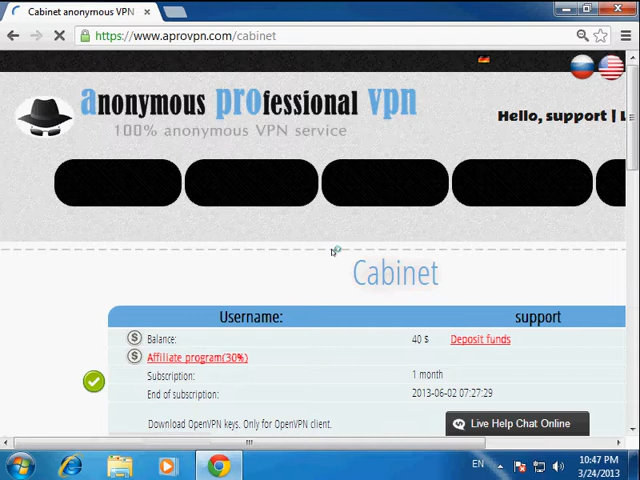 Cabinet anonymous VPN
https://www.aprovpn.com/cabinet
anonymous professional vpn
100% anonymous VPN service
Hello, support | L
Cabinet
Username: support
Balance: 40 $ Deposit funds
Affiliate program(30%)
Subscription: 1 month
End of subscription: 2013-06-02 07:27:29
Download OpenVPN keys. Only for OpenVPN client.
Live Help Chat Online
EN
10:47 PM
3/24/2013